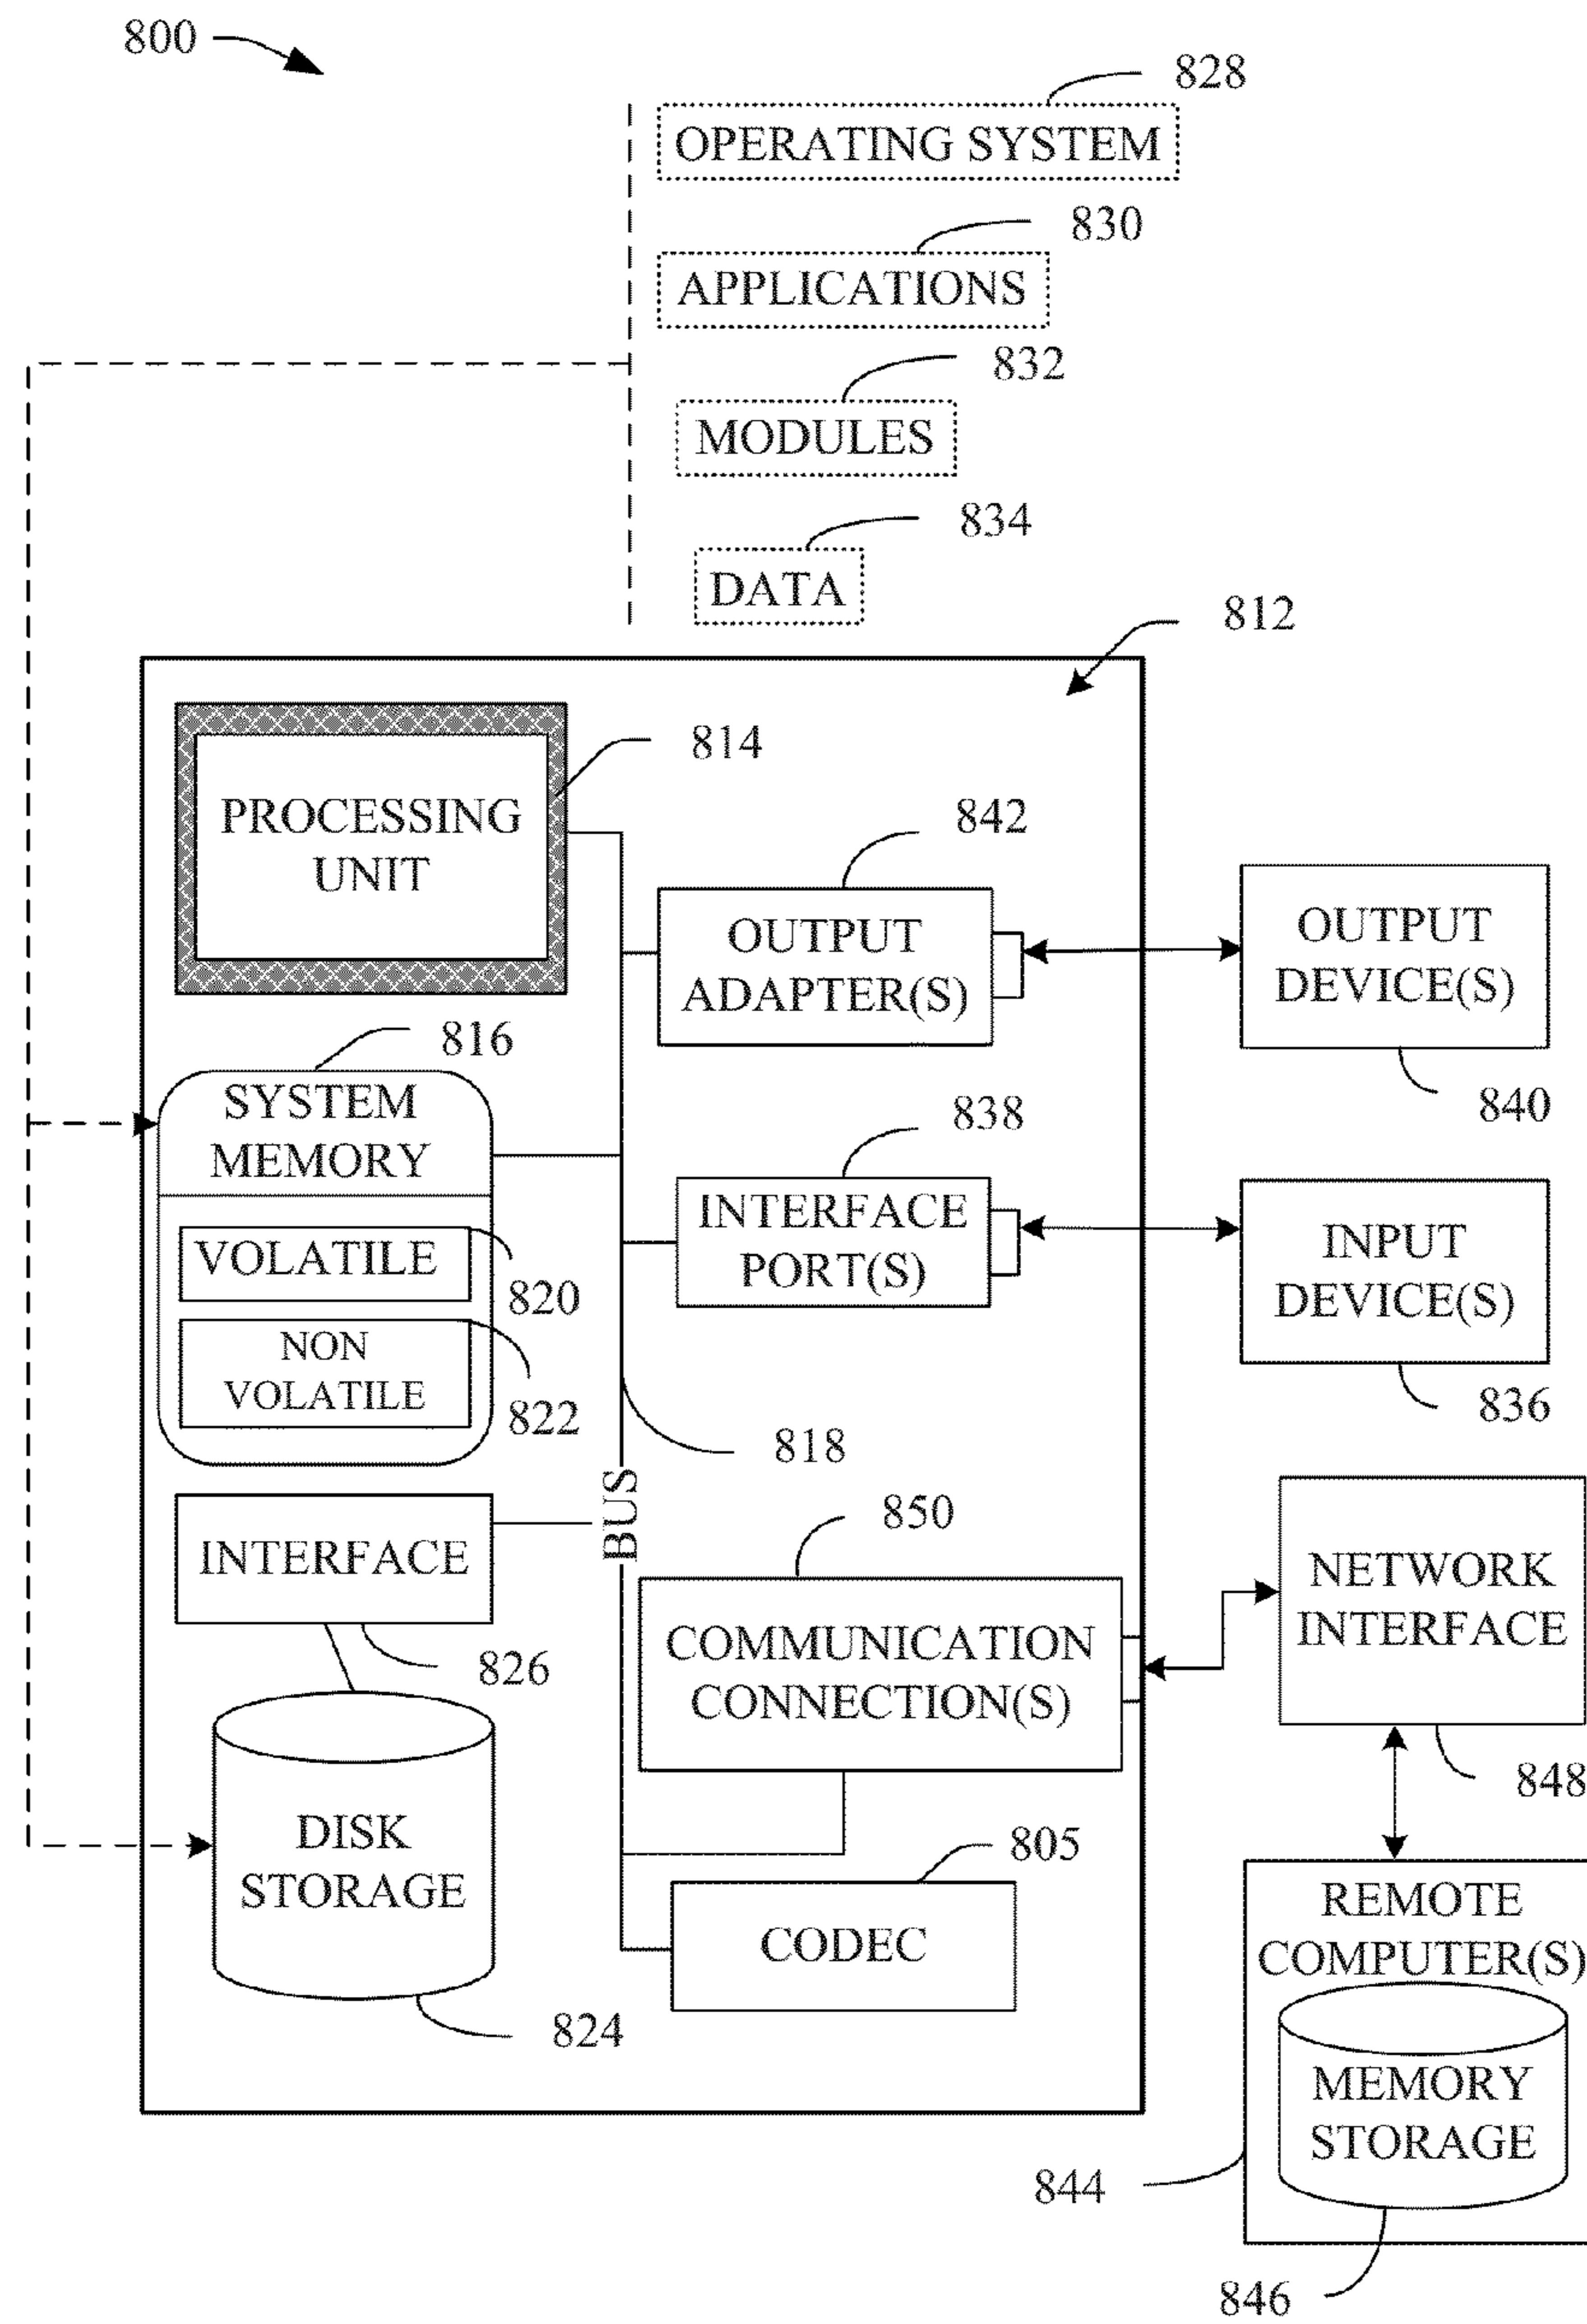 800
828
OPERATING SYSTEM
830
APPLICATIONS
832
MODULES
834
DATA
812
814
PROCESSING
UNIT
842
OUTPUT
ADAPTER(S)
OUTPUT
DEVICE(S)
840
816
SYSTEM
MEMORY
838
INTERFACE
PORT(S)
INPUT
DEVICE(S)
836
VOLATILE
820
NON
VOLATILE
822
818
BUS
850
INTERFACE
826
COMMUNICATION
CONNECTION(S)
NETWORK
INTERFACE
848
DISK
STORAGE
824
805
CODEC
REMOTE
COMPUTER(S)
MEMORY
STORAGE
844
846